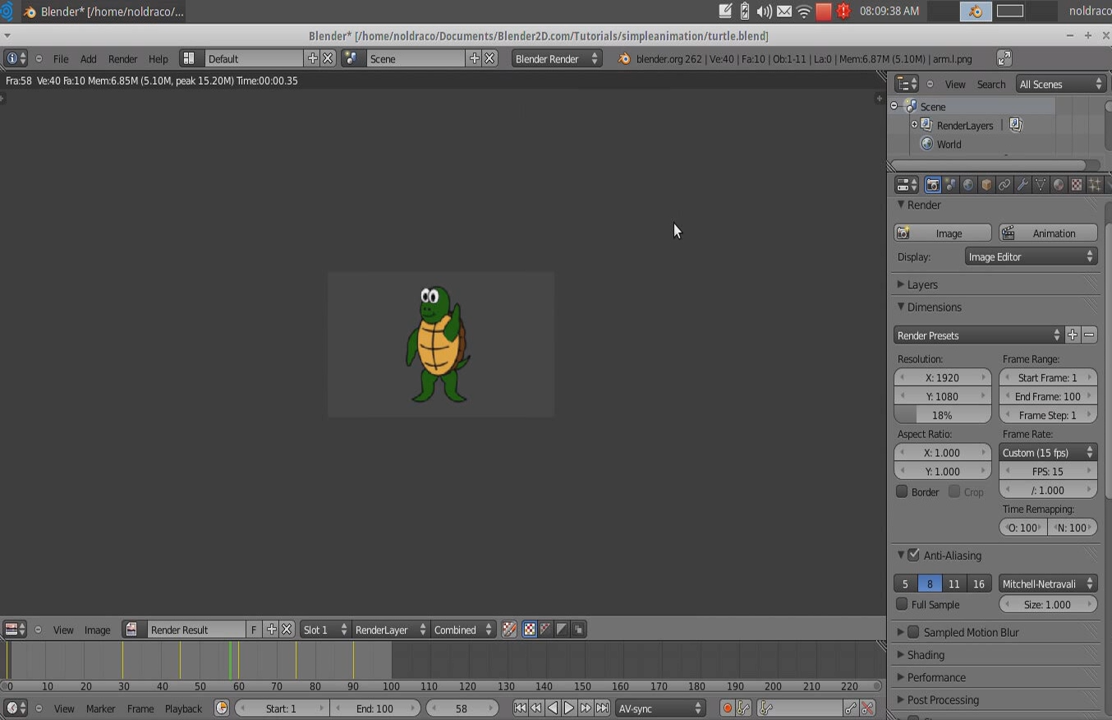 Blender* [/home/noldraco/...
08:09:38 AM
noldraco
Blender* [/home/noldraco/Documents/Blender2D.com/Tutorials/simpleanimation/turtle.blend]
File Add Render Help
Default
Scene
Blender Render
blender.org 262 | Ve:40 | Fa:10 | Ob:1-11 | La:0 | Mem:6.87M (5.10M) | arm.l.png
Fra:58 Ve:40 Fa:10 Mem:6.85M (5.10M, peak 15.20M) Time:00:00.35
View Search All Scenes
Scene
RenderLayers
World
Render
Image
Animation
Display:
Image Editor
Layers
Dimensions
Render Presets
Resolution:
Frame Range:
X: 1920
Start Frame: 1
Y: 1080
End Frame: 100
18%
Frame Step: 1
Aspect Ratio:
Frame Rate:
X: 1.000
Custom (15 fps)
Y: 1.000
FPS: 15
Border
Crop
/: 1.000
Time Remapping:
O: 100
N: 100
Anti-Aliasing
5 8 11 16
Mitchell-Netravali
Full Sample
Size: 1.000
Sampled Motion Blur
Shading
Performance
Post Processing
View Image
Render Result
F
Slot 1
RenderLayer
Combined
0 10 20 30 40 50 60 70 80 90 100 110 120 130 140 150 160 170 180 190 200 210 220
View Marker Frame Playback
Start: 1
End: 100
58
AV-sync